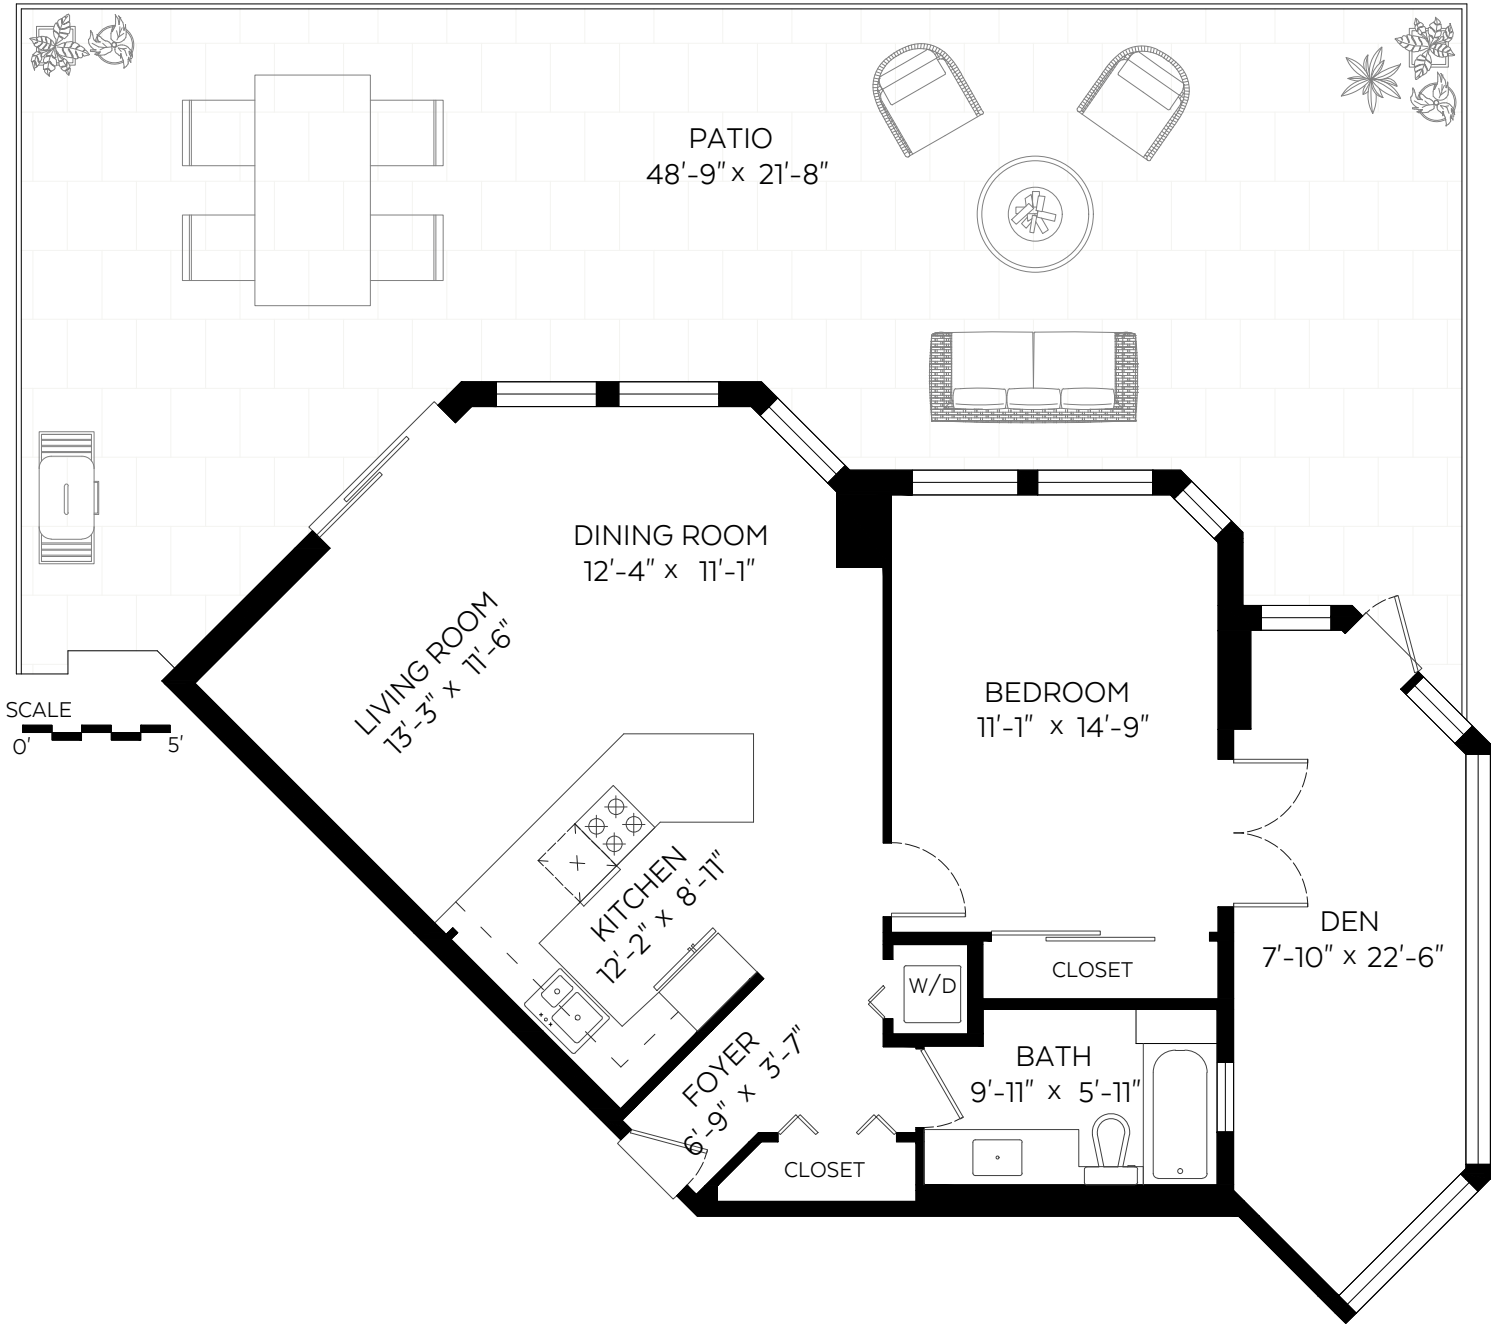 PATIO
48'-9" x 21'-8"
DINING ROOM
12'-4" x 11'-1"
LIVING ROOM
13'-3" x 11'-6"
BEDROOM
11'-1" x 14'-9"
SCALE
0' 5'
X
KITCHEN
12'-2" x 8'-11"
DEN
7'-10" x 22'-6"
CLOSET
W/D
FOYER
6'-9" x 3'-7"
BATH
9'-11" x 5'-11"
CLOSET